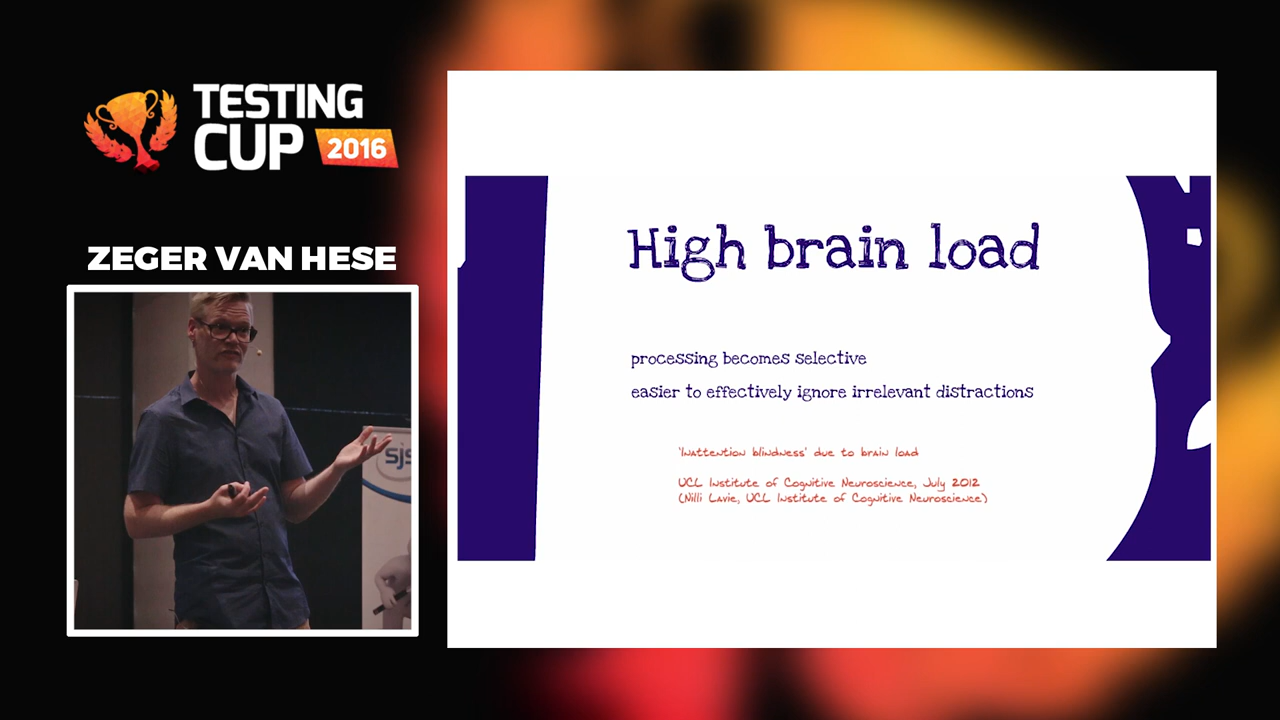 TESTING
CUP 2016
ZEGER VAN HESE
sjs
High brain load
processing becomes selective
easier to effectively ignore irrelevant distractions
'Inattention blindness' due to brain load
UCL Institute of Cognitive Neuroscience, July 2012
(Nilli Lavie, UCL Institute of Cognitive Neuroscience)